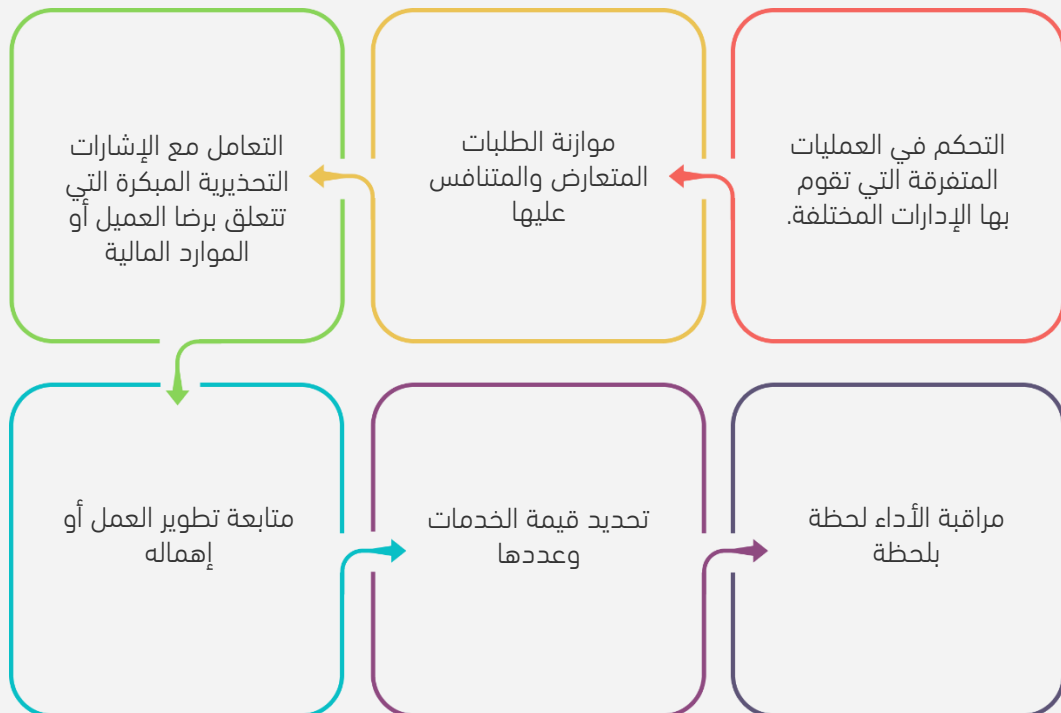 التحكم في العمليات
المتفرقة التي تقوم
بها الإدارات المختلفة.
موازنة الطلبات
المتعارض والمتنافس
عليها
التعامل مع الإشارات
التحذيرية المبكرة التي
تتعلق برضا العميل أو
الموارد المالية
متابعة تطوير العمل أو
إهماله
تحديد قيمة الخدمات
وعددها
مراقبة الأداء لحظة
بلحظة